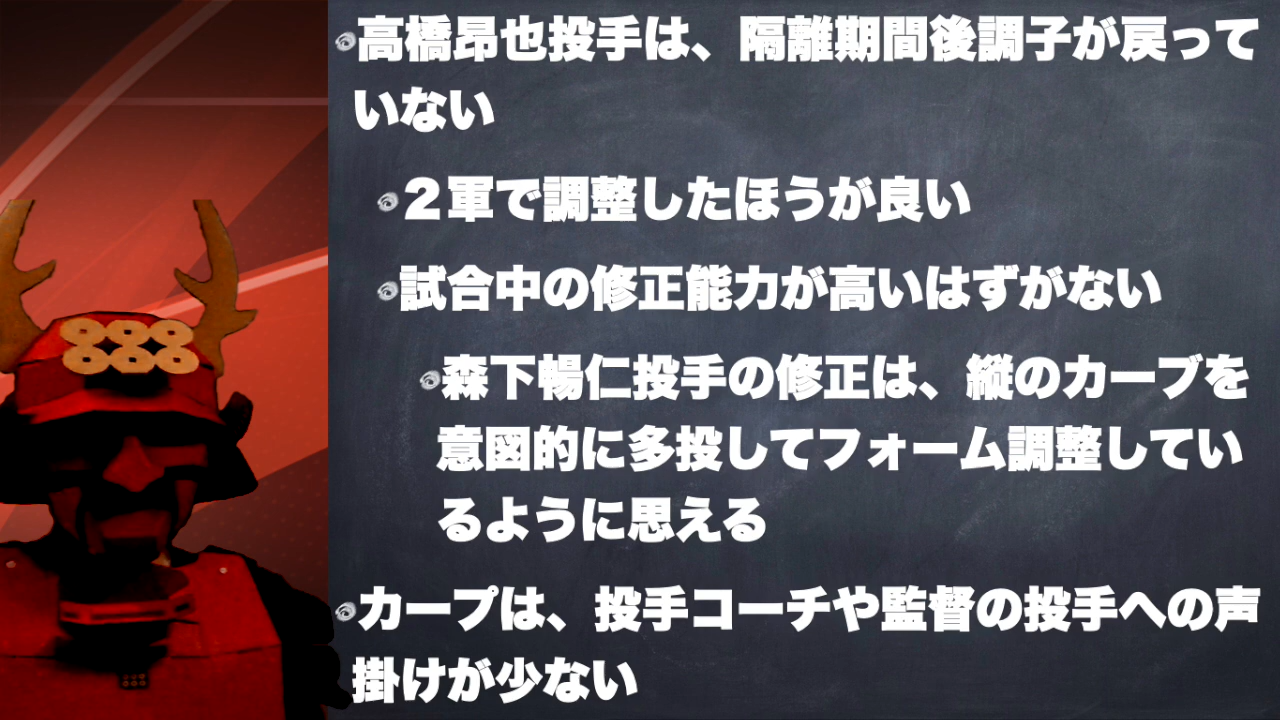 高橋昂也投手は、隔離期間後調子が戻って
いない
２軍で調整したほうが良い
試合中の修正能力が高いはずがない
森下暢仁投手の修正は、縦のカーブを
意図的に多投してフォーム調整してい
るように思える
カープは、投手コーチや監督の投手への声
掛けが少ない